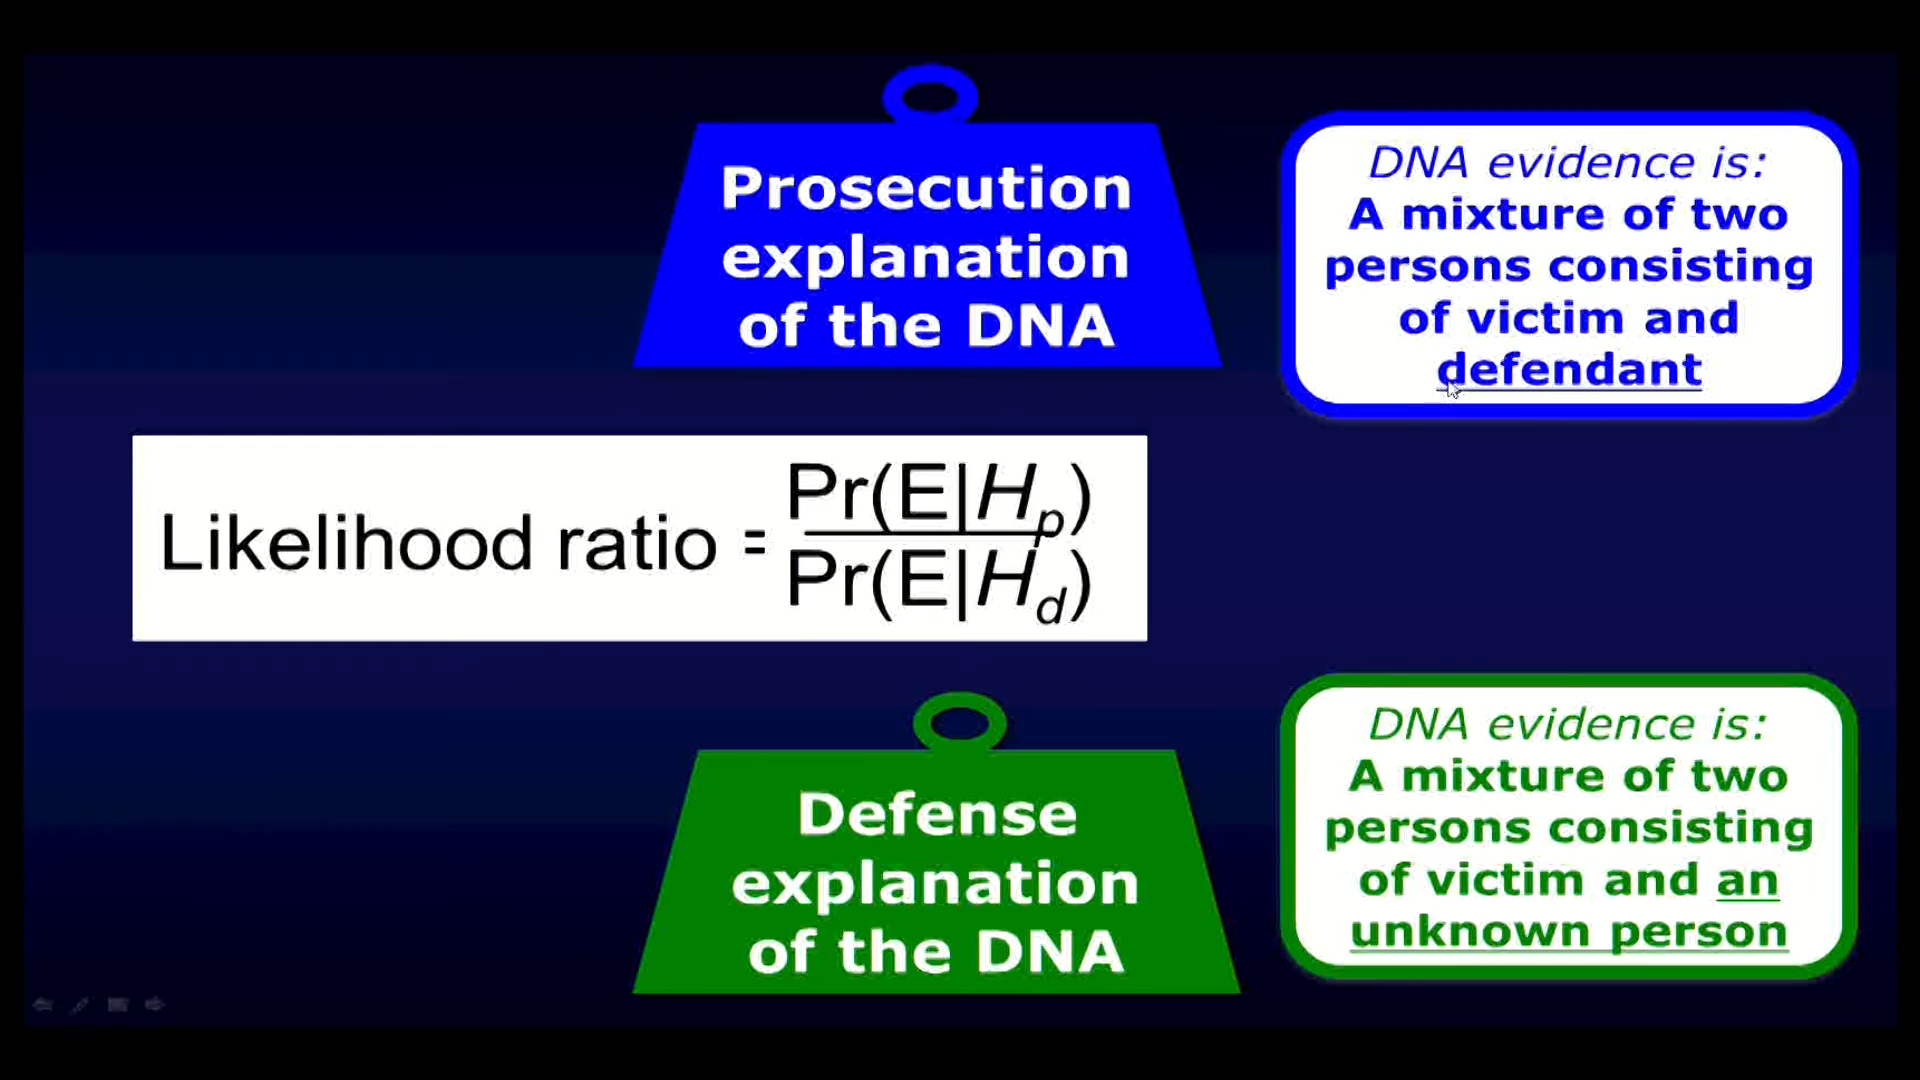 Prosecution
explanation
of the DNA
DNA evidence is:
A mixture of two
persons consisting
of victim and
defendant
Likelihood ratio = Pr(E|Hp)
Pr(E|Hd)
Defense
explanation
of the DNA
DNA evidence is:
A mixture of two
persons consisting
of victim and an
unknown person